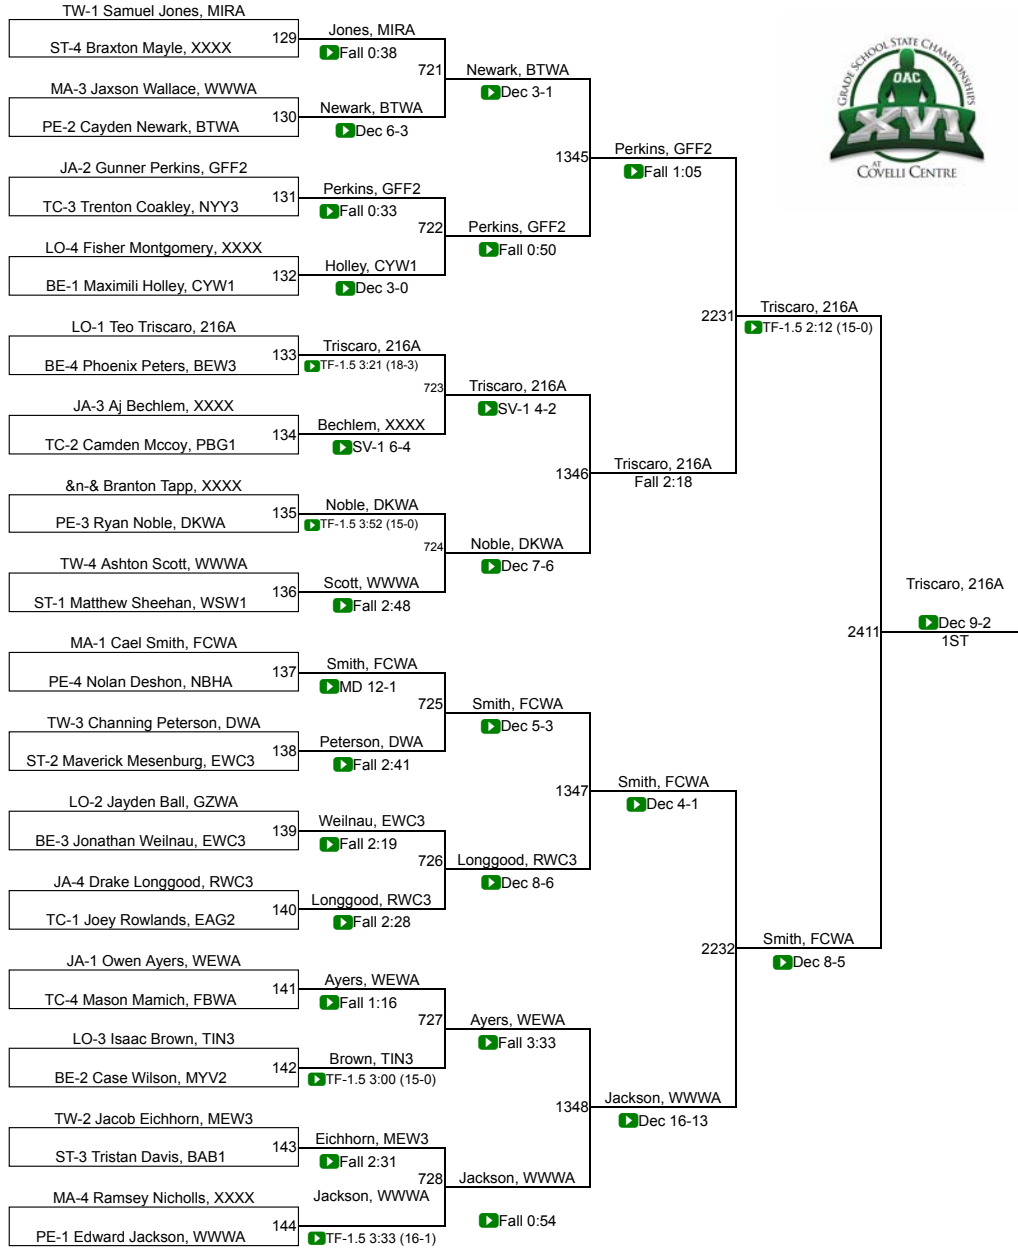 TW-1 Samuel Jones, MIRA
129
ST-4 Braxton Mayle, XXXX
Jones, MIRA
Fall 0:38
721
MA-3 Jaxson Wallace, WWWA
130
PE-2 Cayden Newark, BTWA
Newark, BTWA
Dec 6-3
Newark, BTWA
Dec 3-1
1345
JA-2 Gunner Perkins, GFF2
131
TC-3 Trenton Coakley, NYY3
Perkins, GFF2
Fall 0:33
722
LO-4 Fisher Montgomery, XXXX
132
BE-1 Maximili Holley, CYW1
Holley, CYW1
Dec 3-0
Perkins, GFF2
Fall 0:50
Perkins, GFF2
Fall 1:05
2231
LO-1 Teo Triscaro, 216A
133
BE-4 Phoenix Peters, BEW3
Triscaro, 216A
TF-1.5 3:21 (18-3)
723
JA-3 Aj Bechlem, XXXX
134
TC-2 Camden Mccoy, PBG1
Bechlem, XXXX
SV-1 6-4
Triscaro, 216A
SV-1 4-2
1346
&n-& Branton Tapp, XXXX
135
PE-3 Ryan Noble, DKWA
Noble, DKWA
TF-1.5 3:52 (15-0)
724
TW-4 Ashton Scott, WWWA
136
ST-1 Matthew Sheehan, WSW1
Scott, WWWA
Fall 2:48
Noble, DKWA
Dec 7-6
Triscaro, 216A
Fall 2:18
Triscaro, 216A
TF-1.5 2:12 (15-0)
2411
MA-1 Cael Smith, FCWA
137
PE-4 Nolan Deshon, NBHA
Smith, FCWA
MD 12-1
725
TW-3 Channing Peterson, DWA
138
ST-2 Maverick Mesenburg, EWC3
Peterson, DWA
Fall 2:41
Smith, FCWA
Dec 5-3
1347
LO-2 Jayden Ball, GZWA
139
BE-3 Jonathan Weilnau, EWC3
Weilnau, EWC3
Fall 2:19
726
JA-4 Drake Longgood, RWC3
140
TC-1 Joey Rowlands, EAG2
Longgood, RWC3
Fall 2:28
Longgood, RWC3
Dec 8-6
Smith, FCWA
Dec 4-1
2232
JA-1 Owen Ayers, WEWA
141
TC-4 Mason Mamich, FBWA
Ayers, WEWA
Fall 1:16
727
LO-3 Isaac Brown, TIN3
142
BE-2 Case Wilson, MYV2
Brown, TIN3
TF-1.5 3:00 (15-0)
Ayers, WEWA
Fall 3:33
1348
TW-2 Jacob Eichhorn, MEW3
143
ST-3 Tristan Davis, BAB1
Eichhorn, MEW3
Fall 2:31
728
MA-4 Ramsey Nicholls, XXXX
144
PE-1 Edward Jackson, WWWA
Jackson, WWWA
TF-1.5 3:33 (16-1)
Jackson, WWWA
Fall 0:54
Jackson, WWWA
Dec 16-13
Smith, FCWA
Dec 8-5
Triscaro, 216A
Dec 9-2
1ST
GRADE SCHOOL STATE CHAMPIONSHIPS
OAC
XVI
AT
COVELLI CENTRE